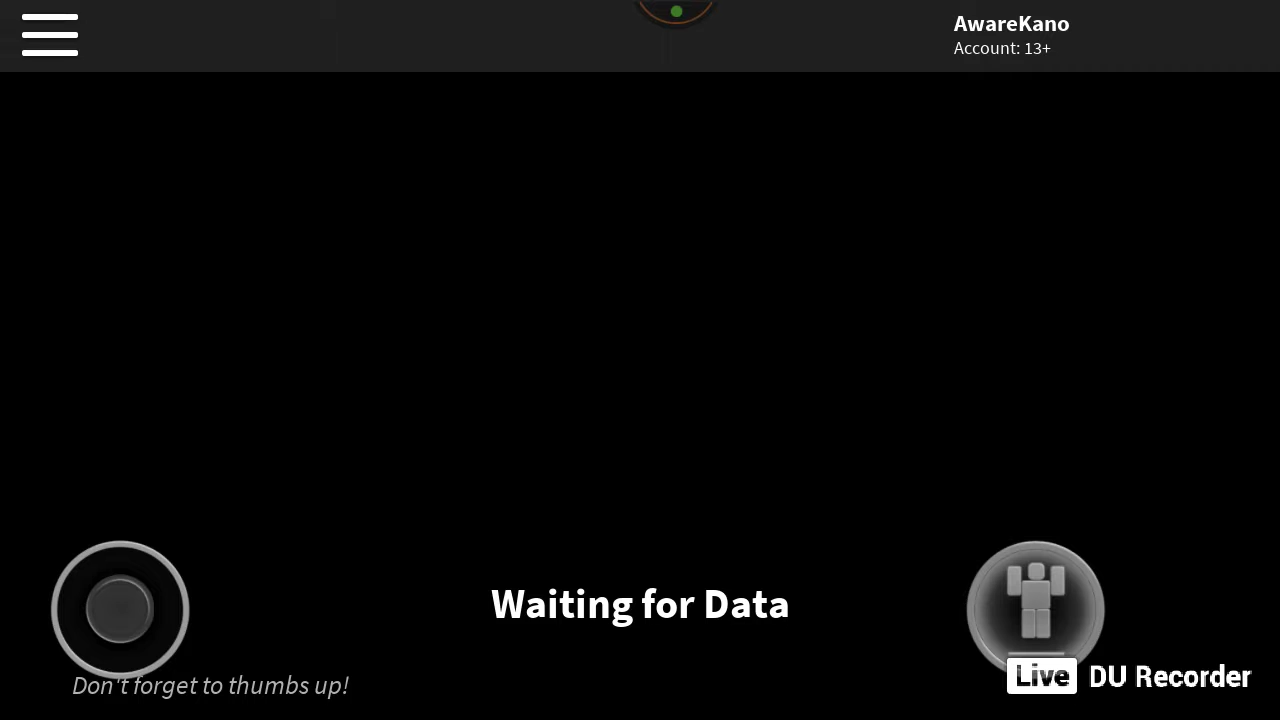 AwareKano
Account: 13+
Waiting for Data
Don't forget to thumbs up!
Live DU Recorder